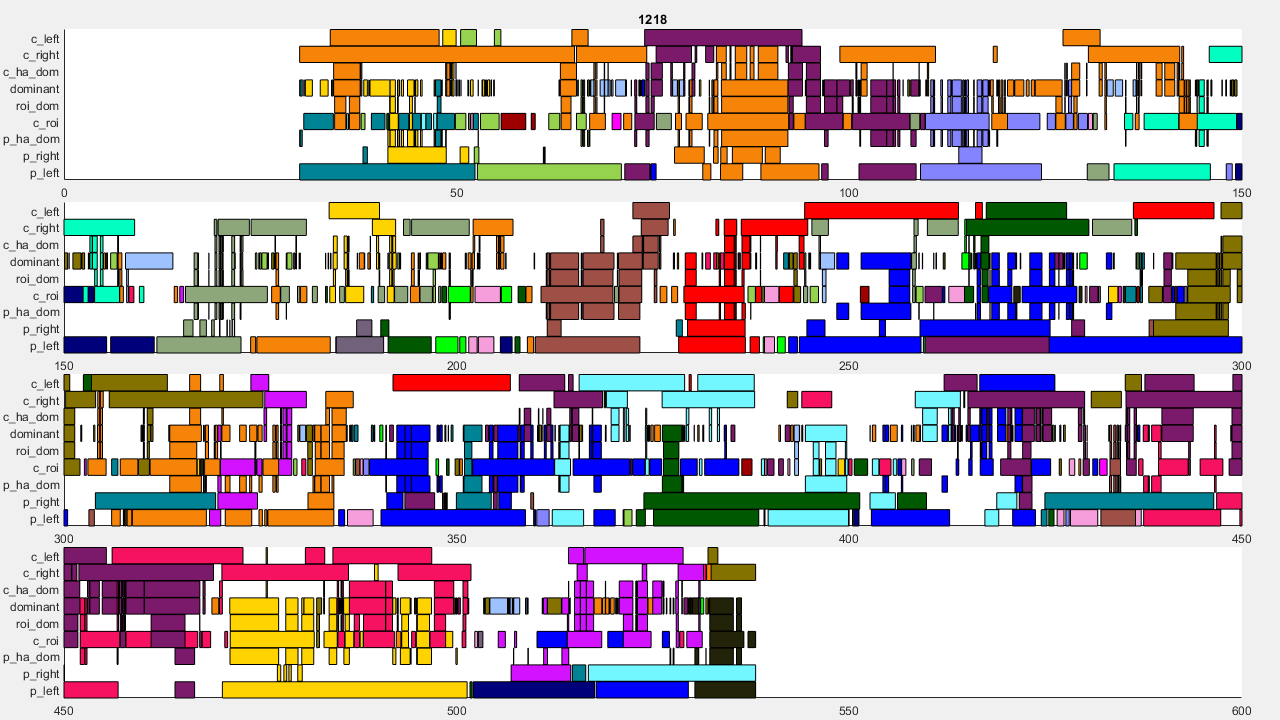 1218
c_left
c_right
c_ha_dom
dominant
roi_dom
c_roi
p_ha_dom
p_right
p_left
0 50 100 150
c_left
c_right
c_ha_dom
dominant
roi_dom
c_roi
p_ha_dom
p_right
p_left
150 200 250 300
c_left
c_right
c_ha_dom
dominant
roi_dom
c_roi
p_ha_dom
p_right
p_left
300 350 400 450
c_left
c_right
c_ha_dom
dominant
roi_dom
c_roi
p_ha_dom
p_right
p_left
450 500 550 600